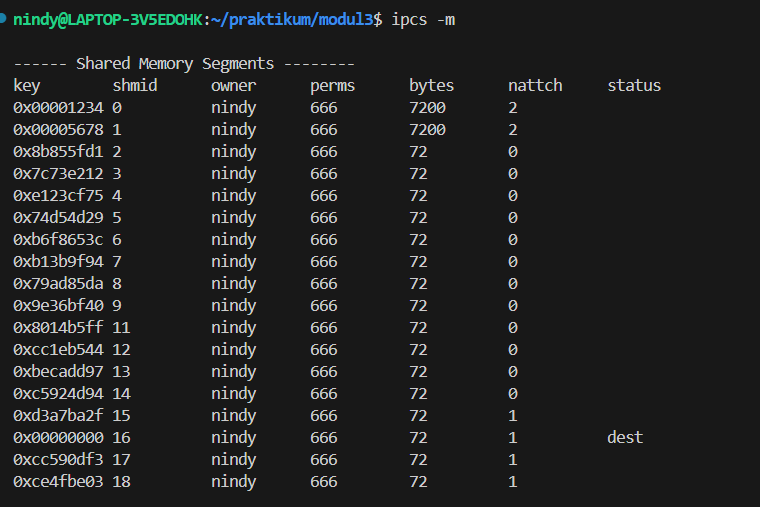 nindy@LAPTOP-3V5EDOHK:~/praktikum/modul3$ ipcs -m
------ Shared Memory Segments --------
key shmid owner perms bytes nattch status
0x00001234 0 nindy 666 7200 2
0x00005678 1 nindy 666 7200 2
0x8b855fd1 2 nindy 666 72 0
0x7c73e212 3 nindy 666 72 0
0xe123cf75 4 nindy 666 72 0
0x74d54d29 5 nindy 666 72 0
0xb6f8653c 6 nindy 666 72 0
0xb13b9f94 7 nindy 666 72 0
0x79ad85da 8 nindy 666 72 0
0x9e36bf40 9 nindy 666 72 0
0x8014b5ff 11 nindy 666 72 0
0xcc1eb544 12 nindy 666 72 0
0xbecadd97 13 nindy 666 72 0
0xc5924d94 14 nindy 666 72 0
0xd3a7ba2f 15 nindy 666 72 1
0x00000000 16 nindy 666 72 1 dest
0xcc590df3 17 nindy 666 72 1
0xce4fbe03 18 nindy 666 72 1